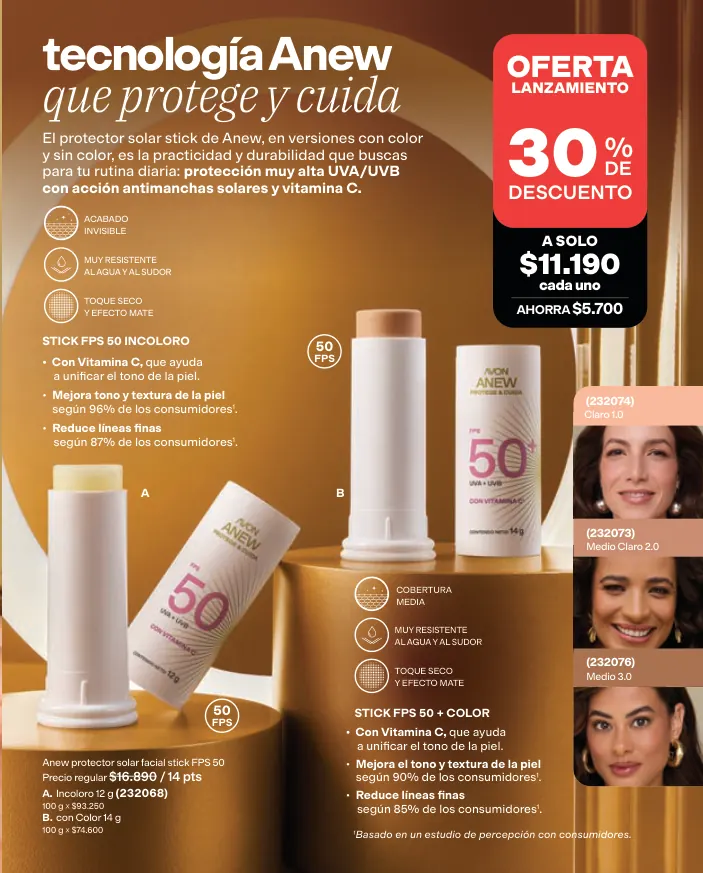 tecnología Anew
que protege y cuida
El protector solar stick de Anew, en versiones con color
y sin color, es la practicidad y durabilidad que buscas
para tu rutina diaria: protección muy alta UVA/UVB
con acción antimanchas solares y vitamina C.
OFERTA
LANZAMIENTO
30%
DE
DESCUENTO
A SOLO
$11.190
cada uno
AHORRA $5.700
ACABADO
INVISIBLE
MUY RESISTENTE
AL AGUA Y AL SUDOR
TOQUE SECO
Y EFECTO MATE
STICK FPS 50 INCOLORO
• Con Vitamina C, que ayuda
a unificar el tono de la piel.
• Mejora tono y textura de la piel
según 96% de los consumidores¹.
• Reduce líneas finas
según 87% de los consumidores¹.
50
FPS
A
B
AVON
ANEW
PROTEGE & CUIDA
FPS
50+
UVA + UVB
CON VITAMINA C
CONTENIDO NETO 14 g
AVON
ANEW
PROTEGE & CUIDA
FPS
50
UVA + UVB
CON VITAMINA C
CONTENIDO NETO 12 g
50
FPS
(232074)
Claro 1.0
(232073)
Medio Claro 2.0
(232076)
Medio 3.0
COBERTURA
MEDIA
MUY RESISTENTE
AL AGUA Y AL SUDOR
TOQUE SECO
Y EFECTO MATE
STICK FPS 50 + COLOR
• Con Vitamina C, que ayuda
a unificar el tono de la piel.
• Mejora el tono y textura de la piel
según 90% de los consumidores¹.
• Reduce líneas finas
según 85% de los consumidores¹.
Anew protector solar facial stick FPS 50
Precio regular $16.890 / 14 pts
A. Incoloro 12 g (232068)
100 g x $93.250
B. con Color 14 g
100 g x $74.600
¹Basado en un estudio de percepción con consumidores.